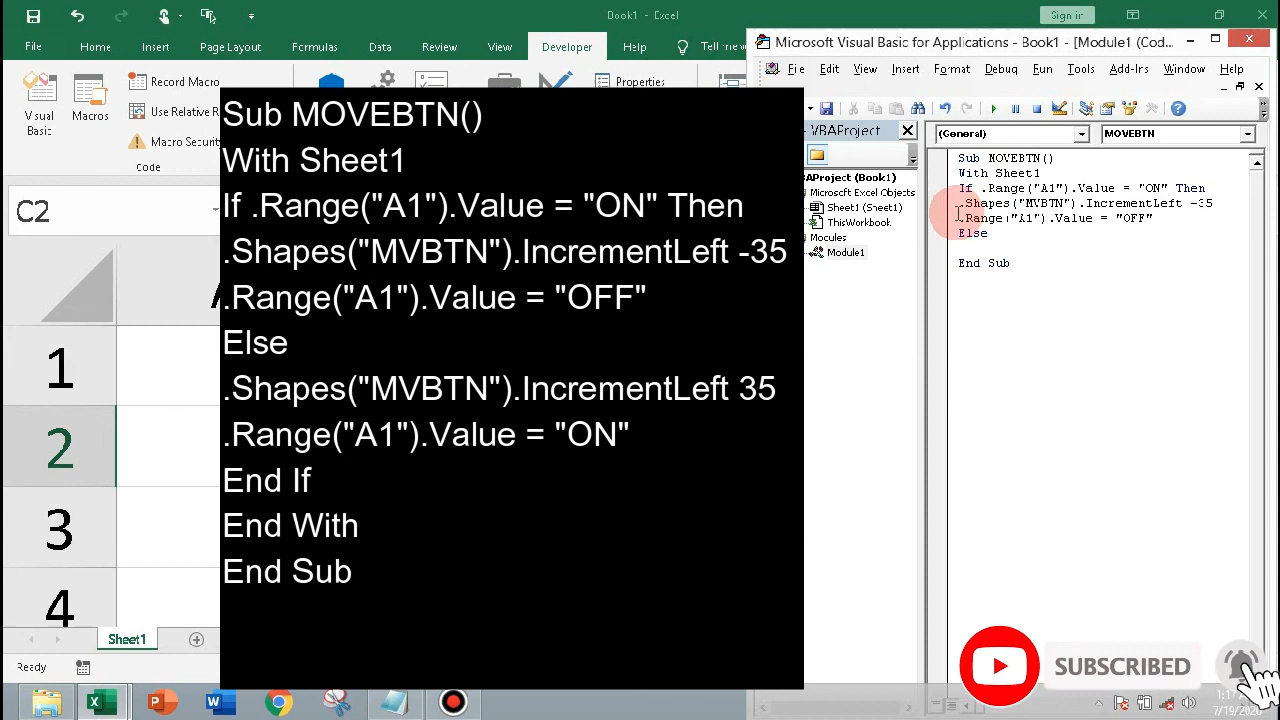 Book1 - Excel
Sign in
File Home Insert Page Layout Formulas Data Review View Developer Help
Record Macro
Use Relative R
Macro Security
Visual Basic
Macro
Code
Properties
C2
1
2
3
4
Sheet1
Ready
Sub MOVEBTN()
With Sheet1
If .Range("A1").Value = "ON" Then
.Shapes("MVBTN").IncrementLeft -35
.Range("A1").Value = "OFF"
Else
.Shapes("MVBTN").IncrementLeft 35
.Range("A1").Value = "ON"
End If
End With
End Sub
Microsoft Visual Basic for Applications - Book1 - [Module1 (Cod...
File Edit View Insert Format Debug Run Tools Add-Ins Window Help
VBAProject
BAProject (Book1)
Microsoft Excel Objects
Sheet1 (Sheet1)
ThisWorkbook
Modules
Module1
(General)
MOVEBTN
Sub MOVEBTN()
With Sheet1
If .Range("A1").Value = "ON" Then
.Shapes("MVBTN").IncrementLeft -35
.Range("A1").Value = "OFF"
Else
End Sub
SUBSCRIBED